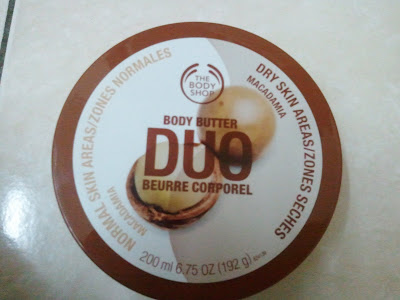 THE
BODY
SHOP
BODY BUTTER
DUO
BEURRE CORPOREL
NORMAL SKIN AREAS/ZONES NORMALES
MACADAMIA
DRY SKIN AREAS/ZONES SECHES
MACADAMIA
200 ml 6.75 OZ (192 g)